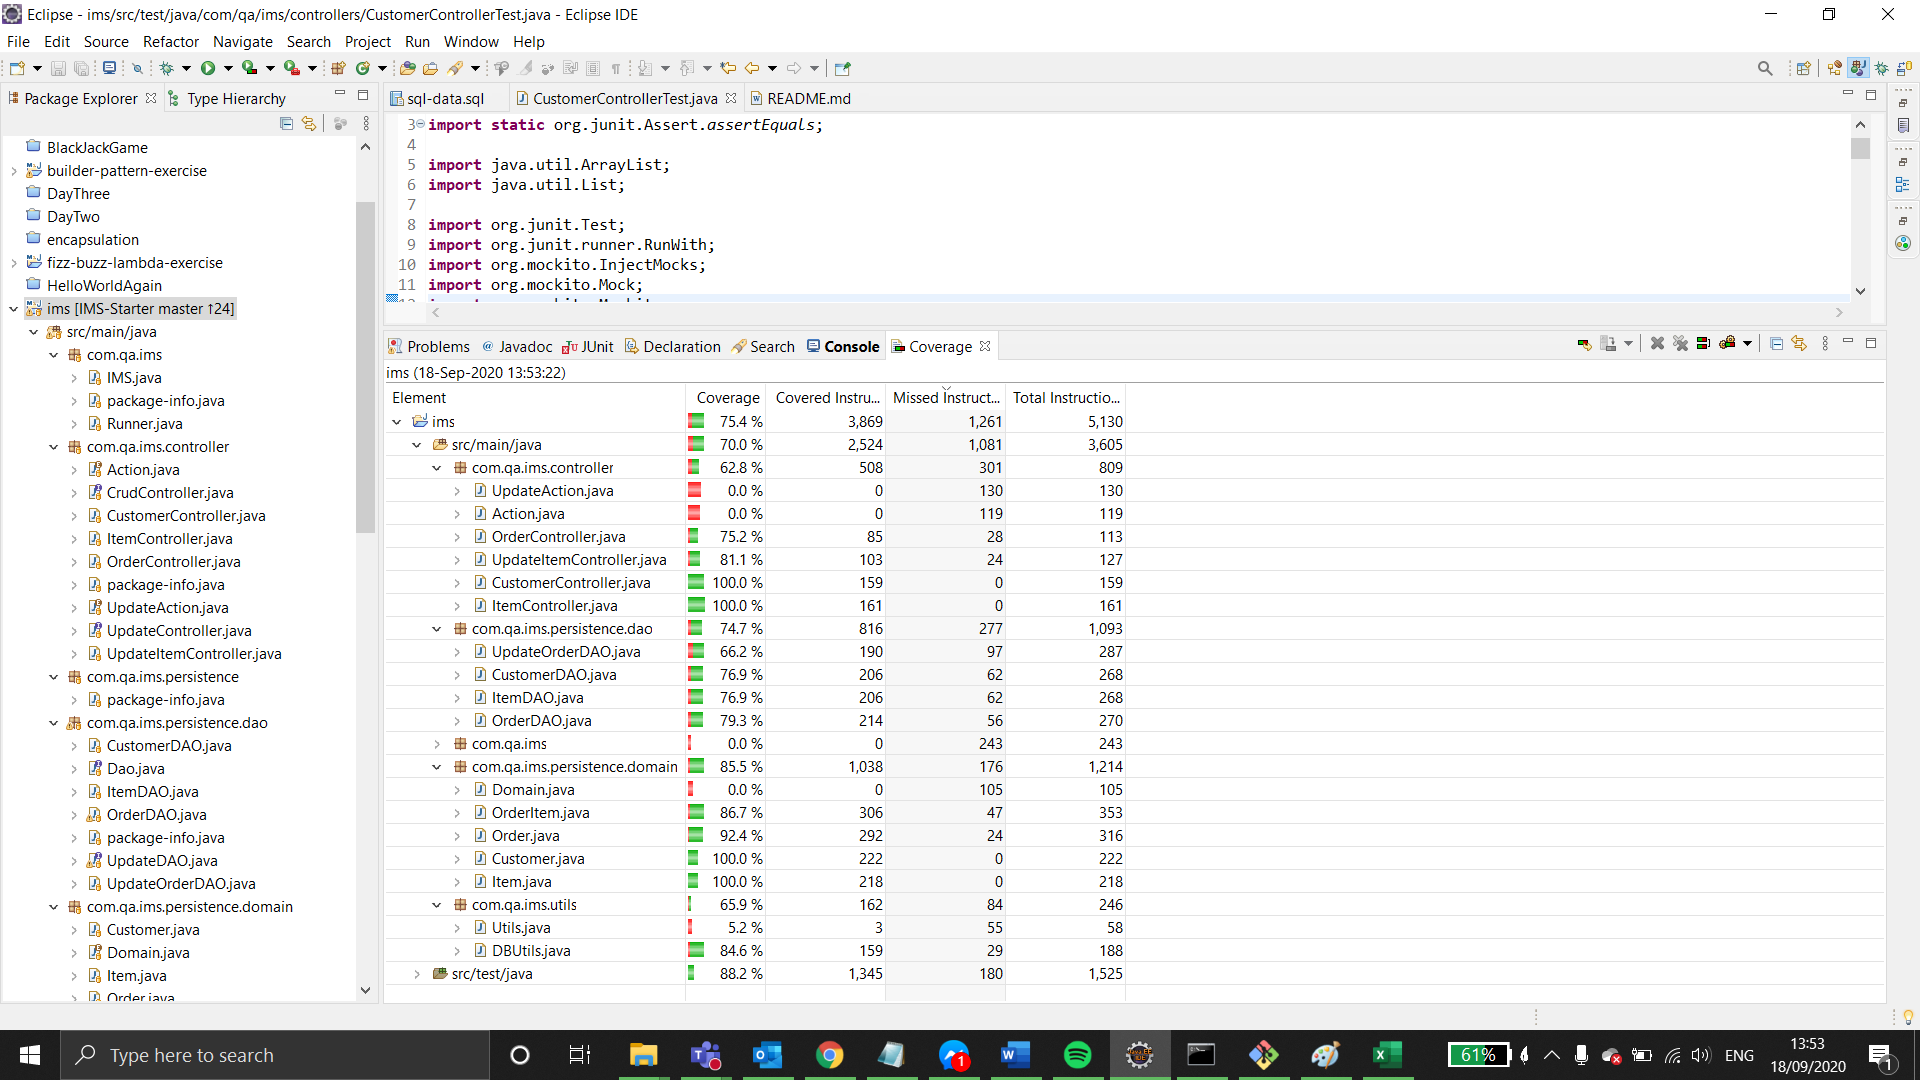 Eclipse - ims/src/test/java/com/qa/ims/controllers/CustomerControllerTest.java - Eclipse IDE
File Edit Source Refactor Navigate Search Project Run Window Help
Package Explorer Type Hierarchy
BlackJackGame
builder-pattern-exercise
DayThree
DayTwo
encapsulation
fizz-buzz-lambda-exercise
HelloWorldAgain
ims [IMS-Starter master ↑24]
src/main/java
com.qa.ims
IMS.java
package-info.java
Runner.java
com.qa.ims.controller
Action.java
CrudController.java
CustomerController.java
ItemController.java
OrderController.java
package-info.java
UpdateAction.java
UpdateController.java
UpdateItemController.java
com.qa.ims.persistence
package-info.java
com.qa.ims.persistence.dao
CustomerDAO.java
Dao.java
ItemDAO.java
OrderDAO.java
package-info.java
UpdateDAO.java
UpdateOrderDAO.java
com.qa.ims.persistence.domain
Customer.java
Domain.java
Item.java
Order.java
sql-data.sql CustomerControllerTest.java README.md
3 import static org.junit.Assert.assertEquals;
4
5 import java.util.ArrayList;
6 import java.util.List;
7
8 import org.junit.Test;
9 import org.junit.runner.RunWith;
10 import org.mockito.InjectMocks;
11 import org.mockito.Mock;
Problems Javadoc JUnit Declaration Search Console Coverage
ims (18-Sep-2020 13:53:22)
Element Coverage Covered Instru... Missed Instruct... Total Instructio...
ims 75.4 % 3,869 1,261 5,130
src/main/java 70.0 % 2,524 1,081 3,605
com.qa.ims.controller 62.8 % 508 301 809
UpdateAction.java 0.0 % 0 130 130
Action.java 0.0 % 0 119 119
OrderController.java 75.2 % 85 28 113
UpdateItemController.java 81.1 % 103 24 127
CustomerController.java 100.0 % 159 0 159
ItemController.java 100.0 % 161 0 161
com.qa.ims.persistence.dao 74.7 % 816 277 1,093
UpdateOrderDAO.java 66.2 % 190 97 287
CustomerDAO.java 76.9 % 206 62 268
ItemDAO.java 76.9 % 206 62 268
OrderDAO.java 79.3 % 214 56 270
com.qa.ims 0.0 % 0 243 243
com.qa.ims.persistence.domain 85.5 % 1,038 176 1,214
Domain.java 0.0 % 0 105 105
OrderItem.java 86.7 % 306 47 353
Order.java 92.4 % 292 24 316
Customer.java 100.0 % 222 0 222
Item.java 100.0 % 218 0 218
com.qa.ims.utils 65.9 % 162 84 246
Utils.java 5.2 % 3 55 58
DBUtils.java 84.6 % 159 29 188
src/test/java 88.2 % 1,345 180 1,525
Type here to search
1
61%
ENG
13:53
18/09/2020
1